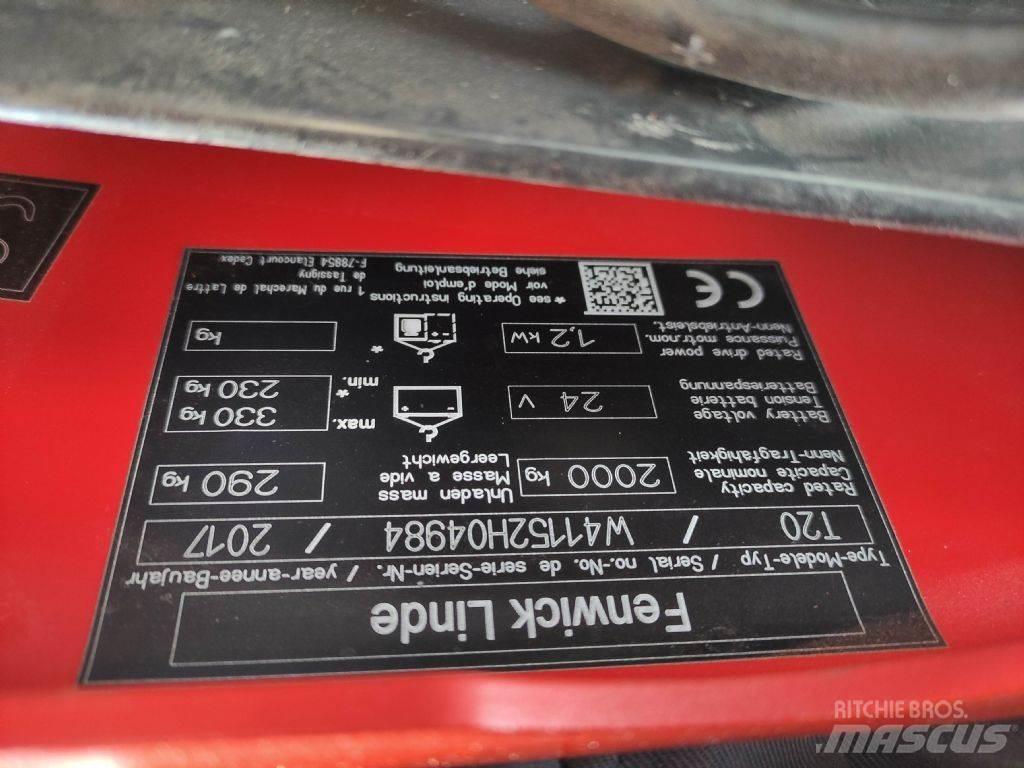 Fenwick Linde
Type-Modele-Typ / Serial no.-No. de serie-Serien-Nr. / year-annee-Baujahr
T20 / W41152H04984 / 2017
Rated capacity
Capacite nominale
Nenn-Tragfähigkeit
2000 kg
Unladen mass
Masse a vide
Leergewicht
290 kg
Battery voltage
Tension batterie
Batteriespannung
24 V
max.
330 kg
min. *
230 kg
Rated drive power
Puissance motr.nom.
Nenn-Antriebsleist.
1,2 kW
*
kg
CE
* see Operating instructions
voir Mode d'emploi
siehe Betriebsanleitung
1 rue du Marechal de Lattre
de Tassigny
F-78854 Elancourt Cedex
RITCHIE BROS.
MASCUS